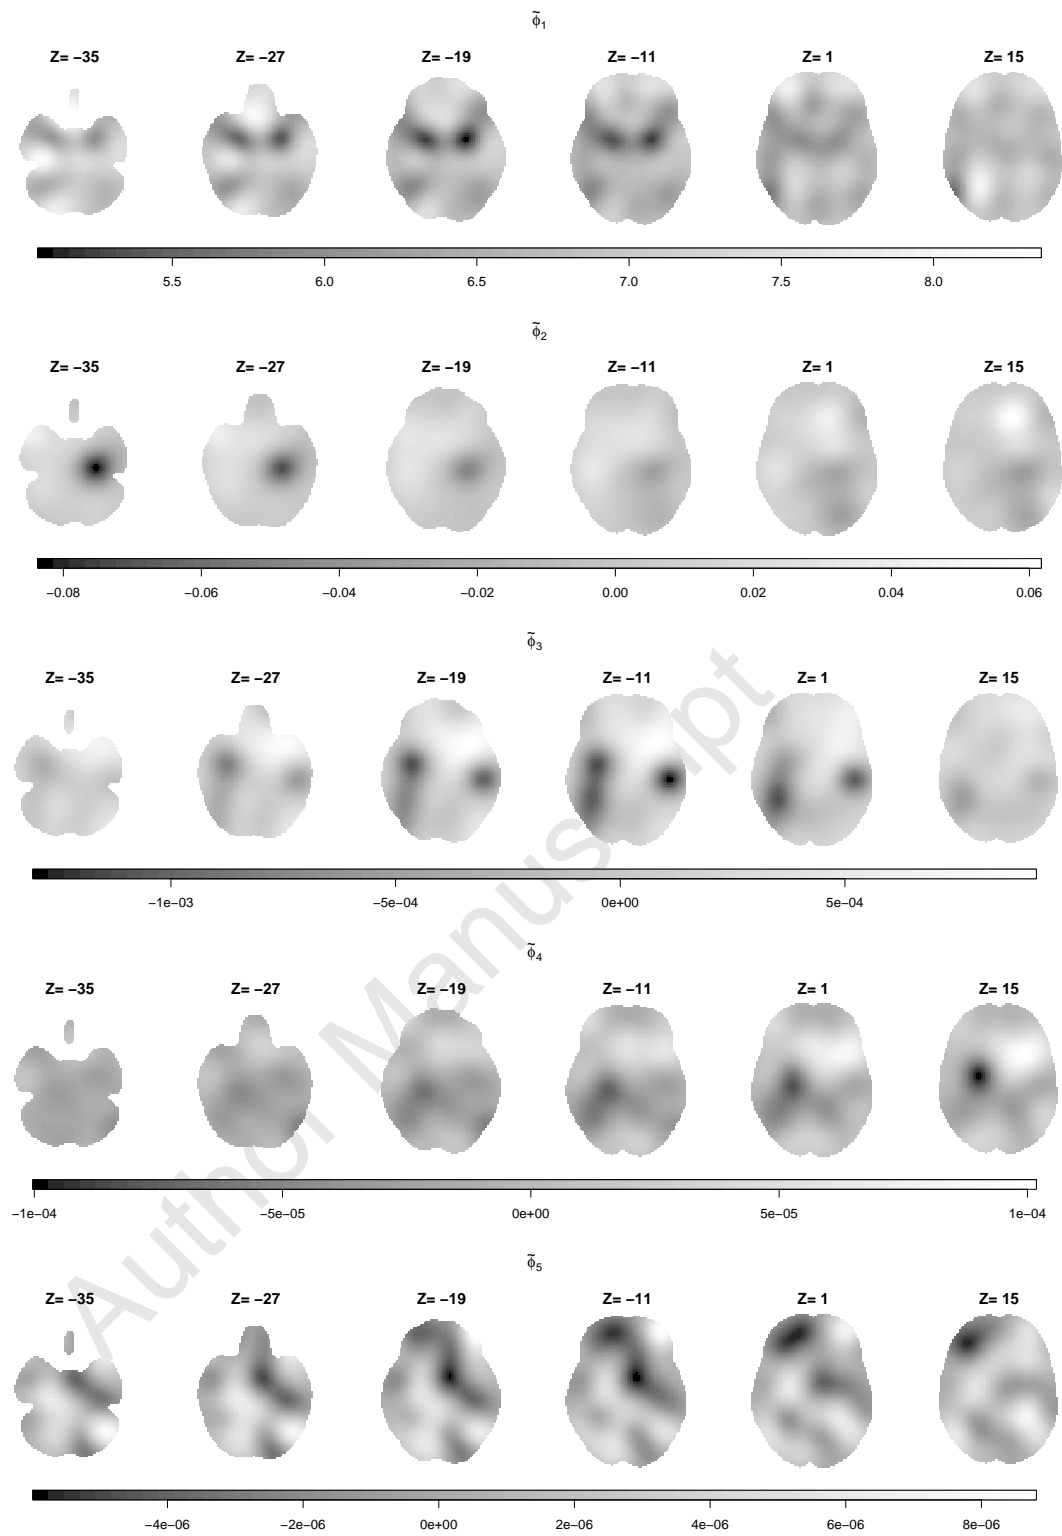 ϕ̃₁
Z= −35 Z= −27 Z= −19 Z= −11 Z= 1 Z= 15
5.5 6.0 6.5 7.0 7.5 8.0
ϕ̃₂
Z= −35 Z= −27 Z= −19 Z= −11 Z= 1 Z= 15
−0.08 −0.06 −0.04 −0.02 0.00 0.02 0.04 0.06
ϕ̃₃
Z= −35 Z= −27 Z= −19 Z= −11 Z= 1 Z= 15
−1e−03 −5e−04 0e+00 5e−04
ϕ̃₄
Z= −35 Z= −27 Z= −19 Z= −11 Z= 1 Z= 15
−1e−04 −5e−05 0e+00 5e−05 1e−04
ϕ̃₅
Z= −35 Z= −27 Z= −19 Z= −11 Z= 1 Z= 15
−4e−06 −2e−06 0e+00 2e−06 4e−06 6e−06 8e−06
Author Manuscript